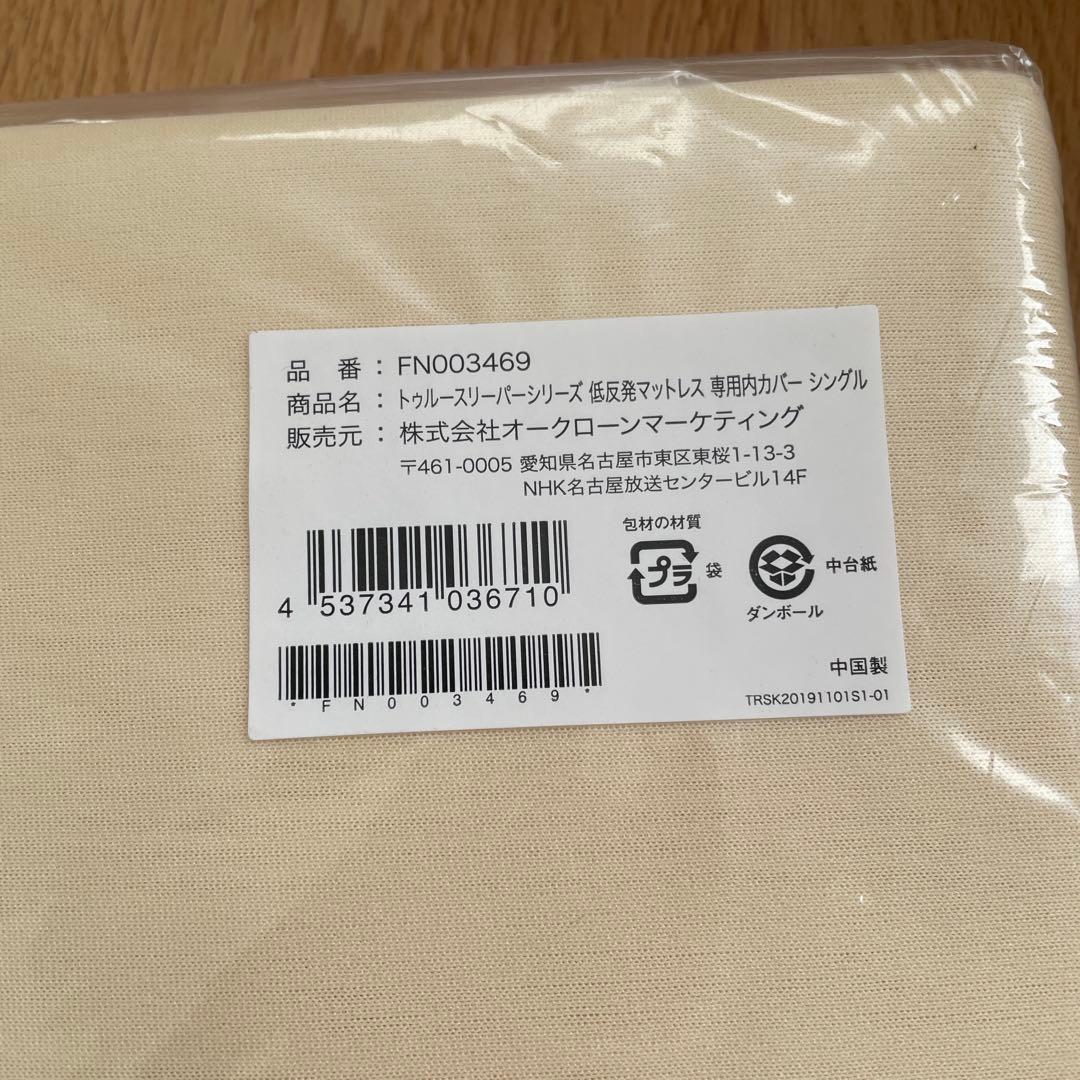 品 番 : FN003469
商品名 : トゥルースリーパーシリーズ 低反発マットレス 専用内カバー シングル
販売元 : 株式会社オークローンマーケティング
〒461-0005 愛知県名古屋市東区東桜1-13-3
NHK名古屋放送センタービル14F
包材の材質
プラ 袋
中台紙
ダンボール
4 537341 036710
*FN003469*
中国製
TRSK20191101S1-01